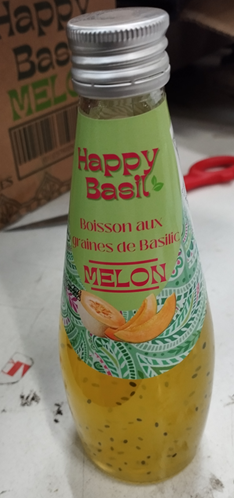 Happy
Bas
MELO
Happy
Basil
Boisson aux
graines de Basilic
MELON